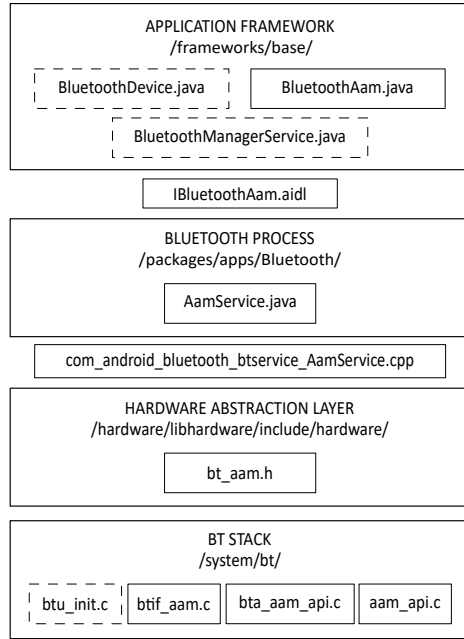 APPLICATION FRAMEWORK
/frameworks/base/
BluetoothDevice.java BluetoothAam.java
BluetoothManagerService.java
IBluetoothAam.aidl
BLUETOOTH PROCESS
/packages/apps/Bluetooth/
AamService.java
com_android_bluetooth_btservice_AamService.cpp
HARDWARE ABSTRACTION LAYER
/hardware/libhardware/include/hardware/
bt_aam.h
BT STACK
/system/bt/
btu_init.c btif_aam.c bta_aam_api.c aam_api.c